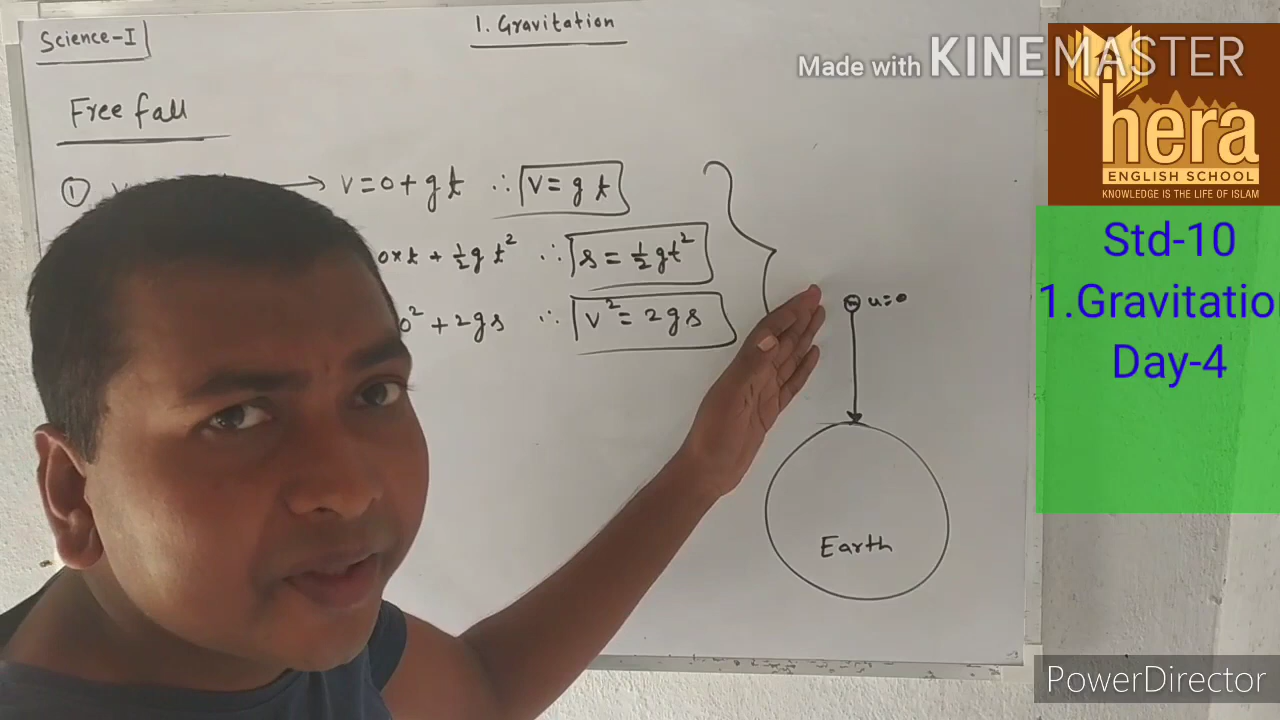 Science-I
1. Gravitation
Free fall
① v → v = 0 + gt ∴ v = gt
0×t + ½gt² ∴ s = ½gt²
0² + 2gs ∴ v² = 2gs
u=0
Earth
Made with KINEMASTER
hera
ENGLISH SCHOOL
KNOWLEDGE IS THE LIFE OF ISLAM
Std-10
1.Gravitatio
Day-4
PowerDirector